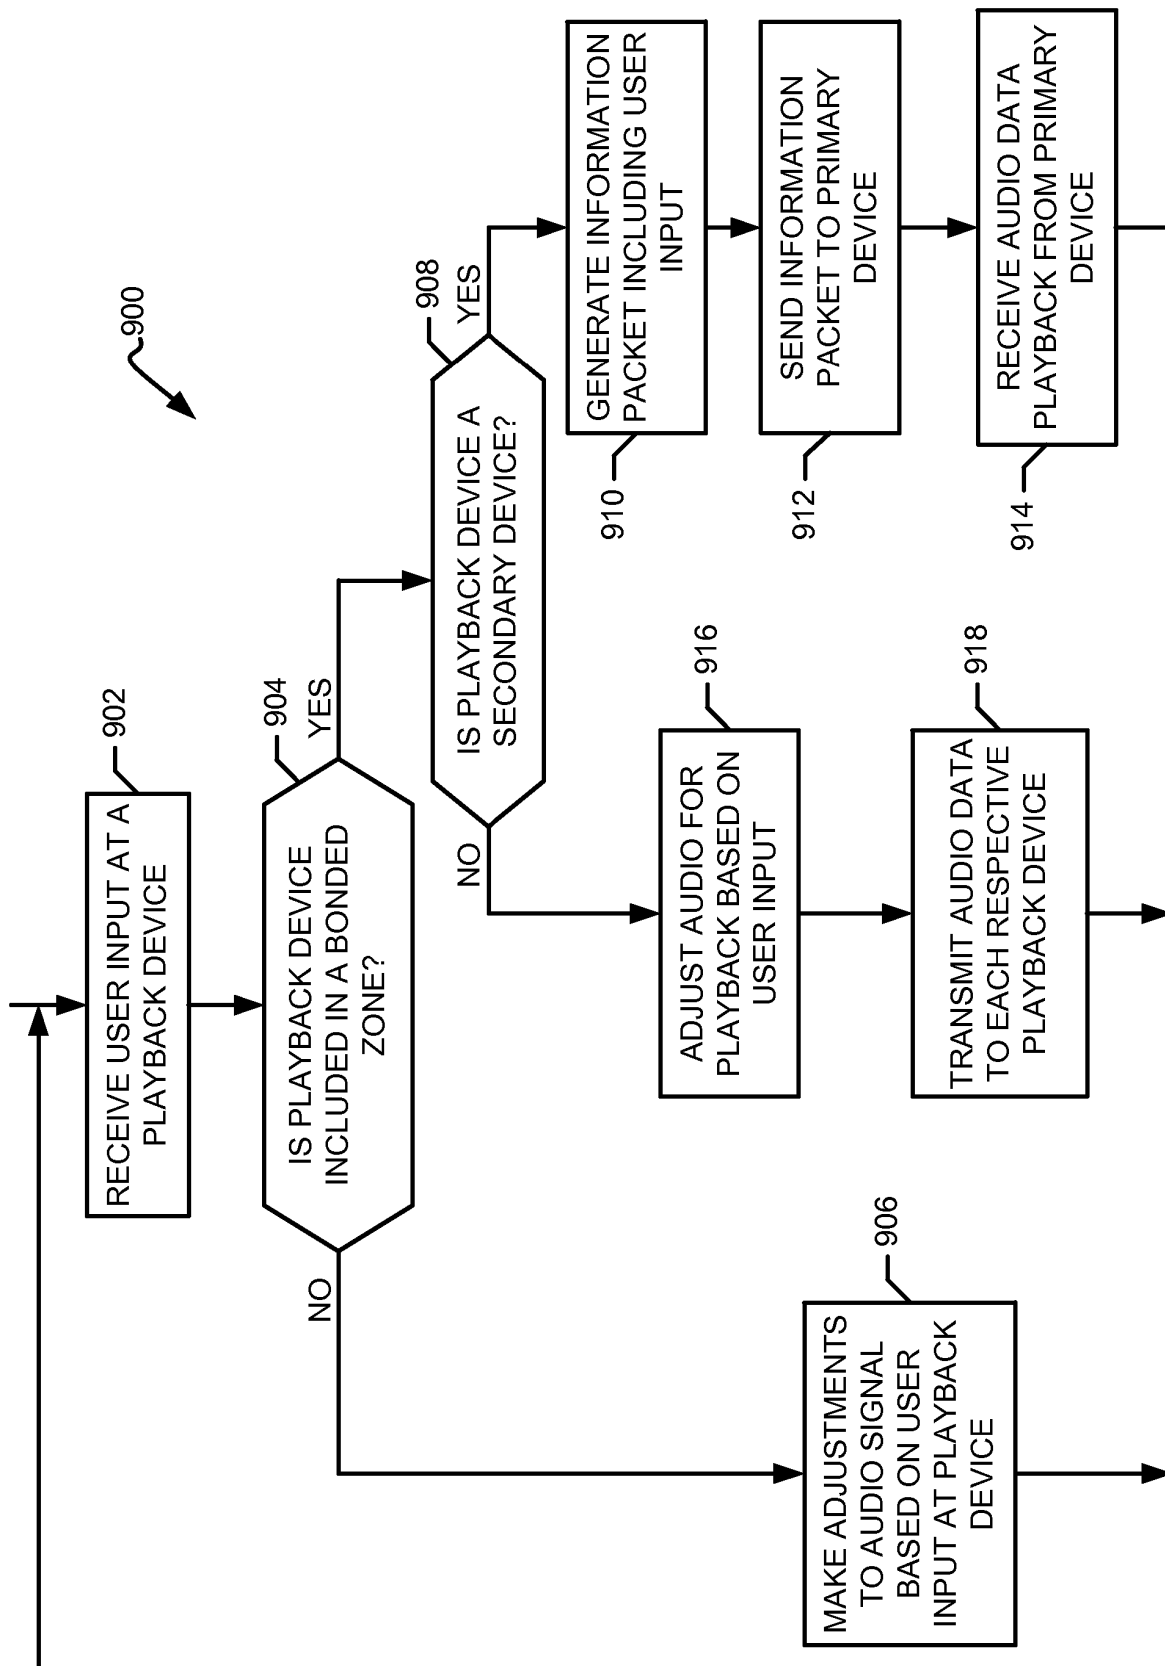 900
902
RECEIVE USER INPUT AT A
PLAYBACK DEVICE
904
IS PLAYBACK DEVICE
INCLUDED IN A BONDED
ZONE?
NO
YES
908
IS PLAYBACK DEVICE A
SECONDARY DEVICE?
NO
YES
906
MAKE ADJUSTMENTS
TO AUDIO SIGNAL
BASED ON USER
INPUT AT PLAYBACK
DEVICE
916
ADJUST AUDIO FOR
PLAYBACK BASED ON
USER INPUT
918
TRANSMIT AUDIO DATA
TO EACH RESPECTIVE
PLAYBACK DEVICE
910
GENERATE INFORMATION
PACKET INCLUDING USER
INPUT
912
SEND INFORMATION
PACKET TO PRIMARY
DEVICE
914
RECEIVE AUDIO DATA
PLAYBACK FROM PRIMARY
DEVICE